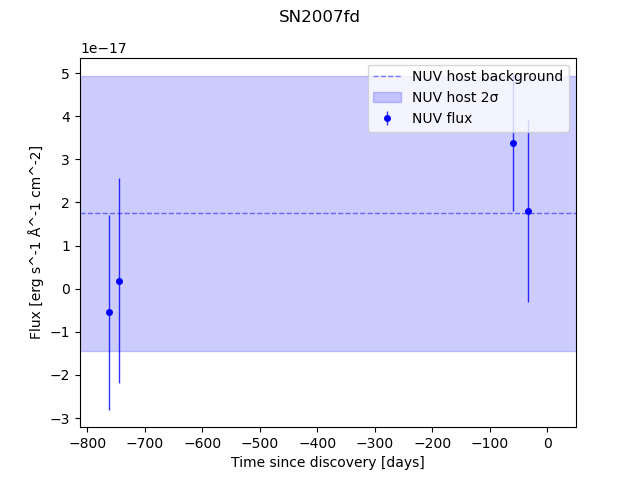 SN2007fd
1e−17
NUV host background
NUV host 2σ
NUV flux
5
4
3
2
1
0
−1
−2
−3
Flux [erg s^-1 Å^-1 cm^-2]
−800 −700 −600 −500 −400 −300 −200 −100 0
Time since discovery [days]